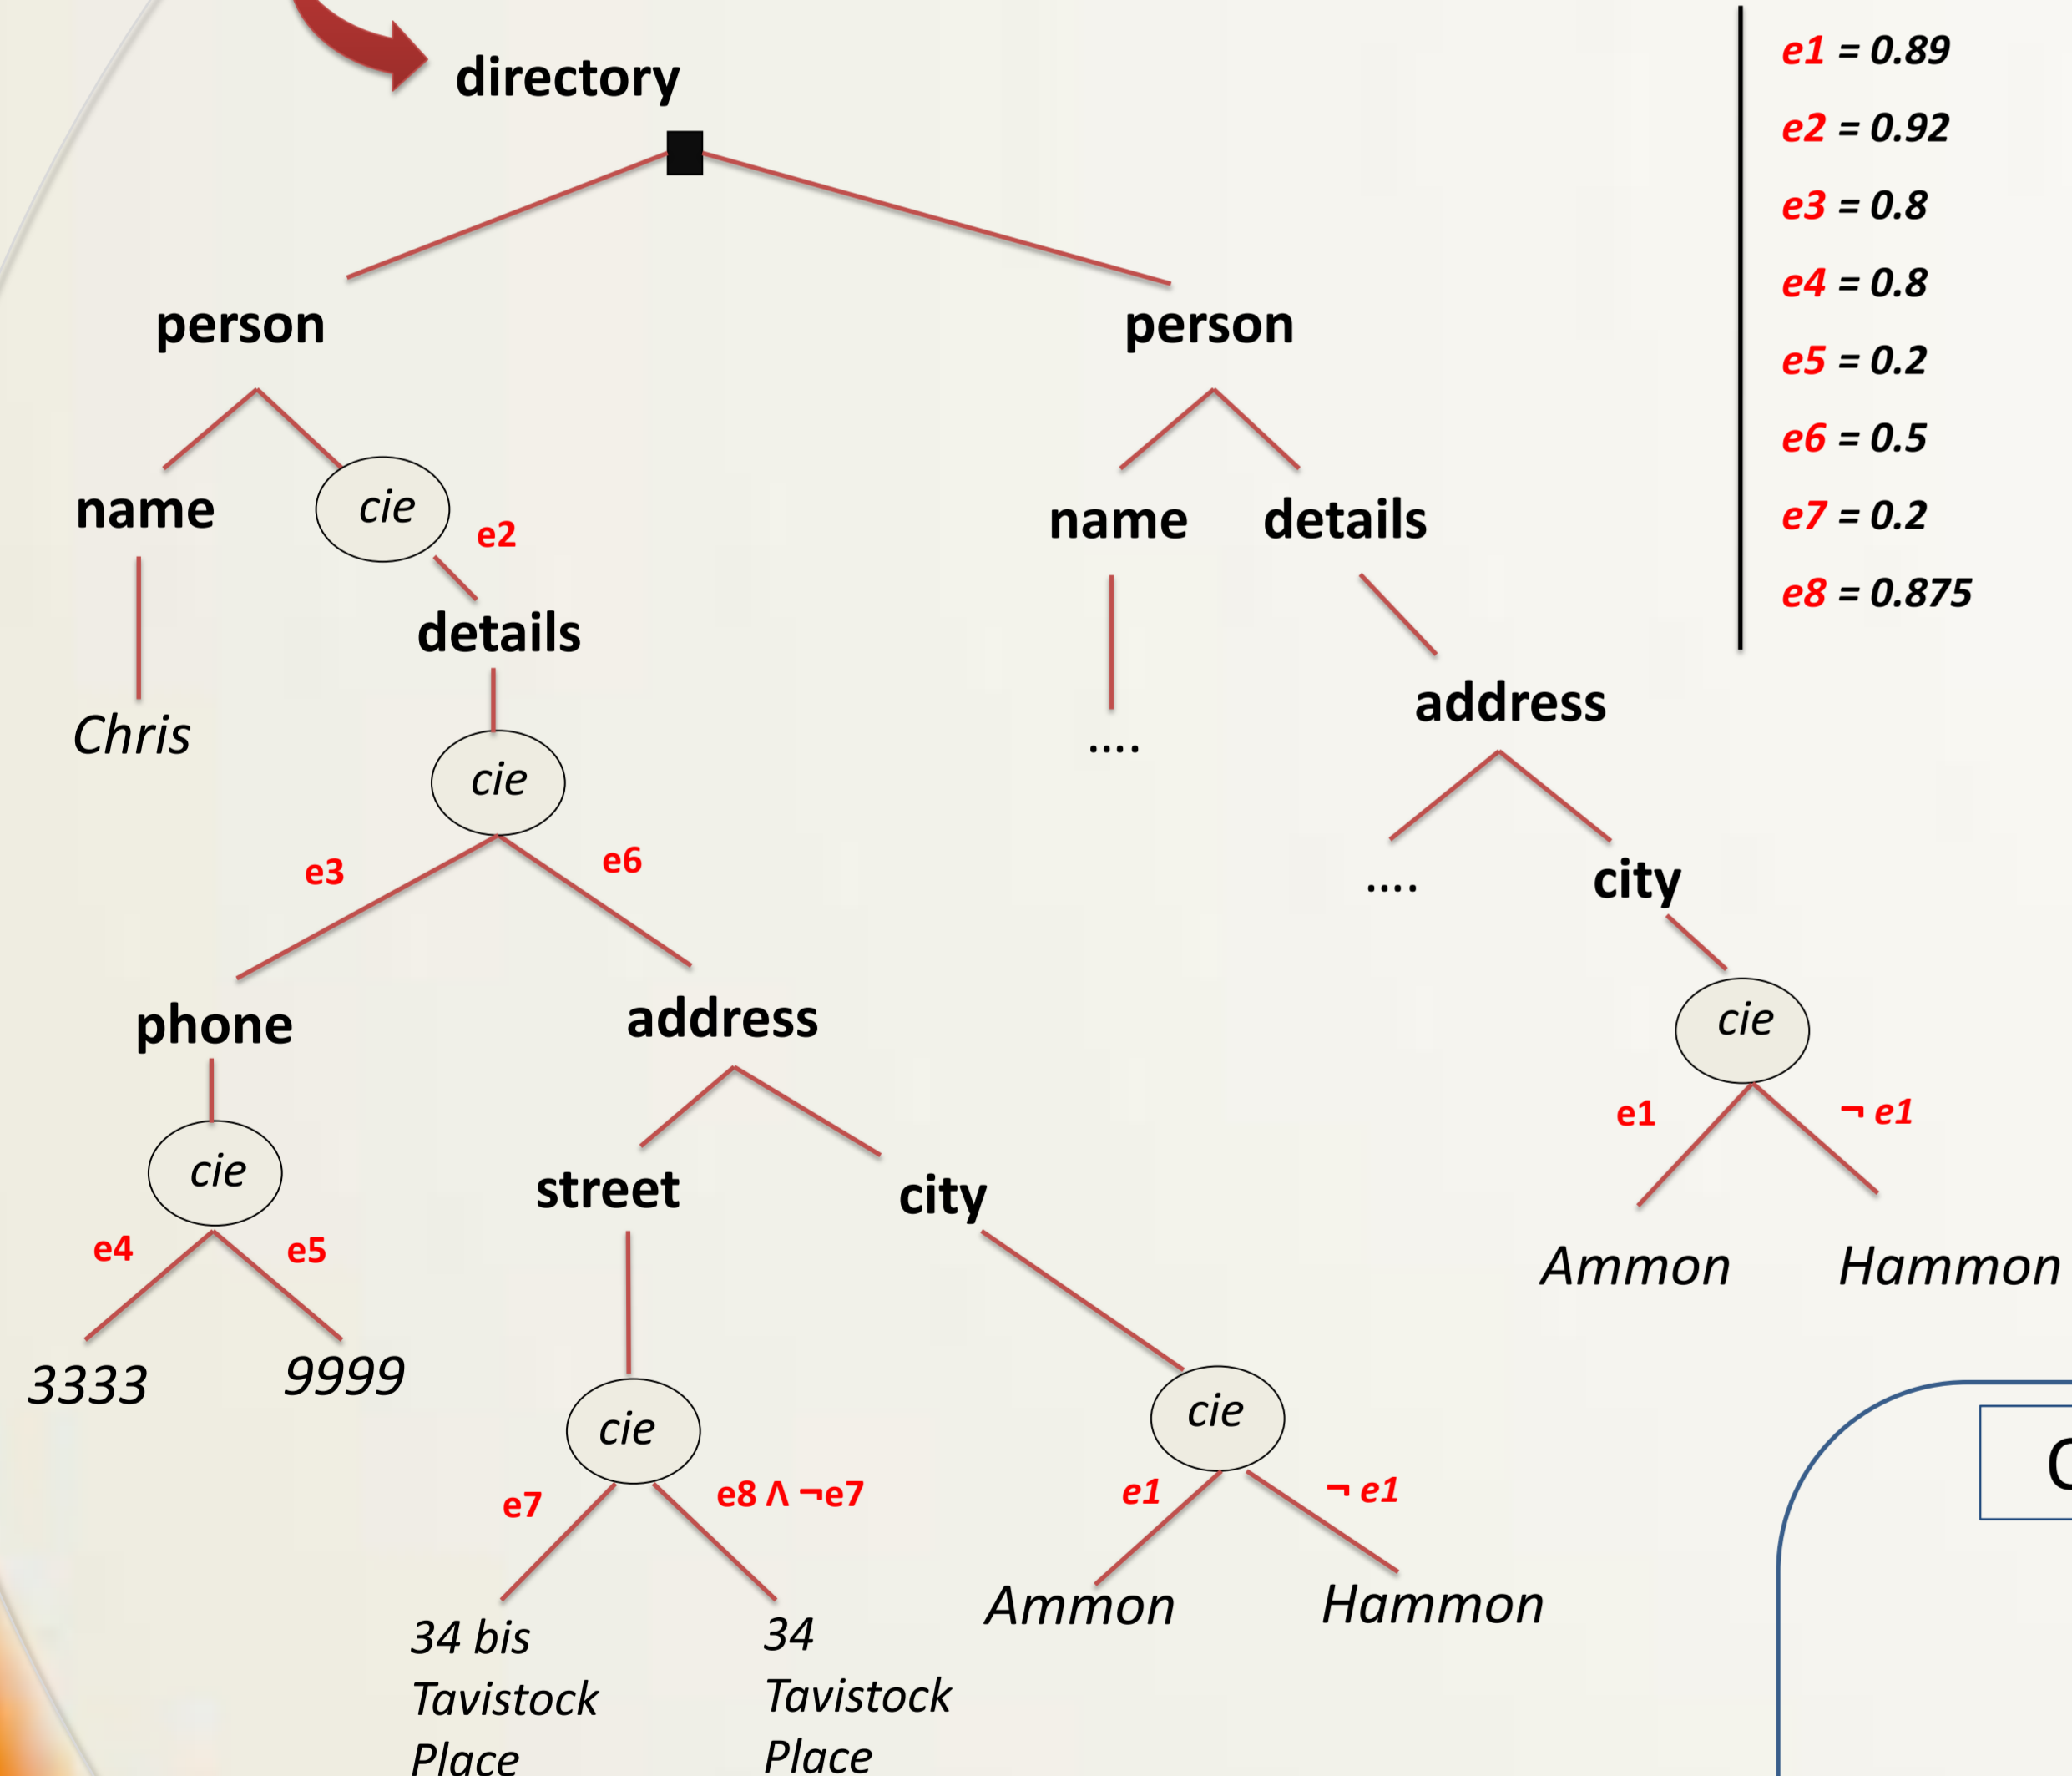 directory
e1 = 0.89
e2 = 0.92
e3 = 0.8
e4 = 0.8
e5 = 0.2
e6 = 0.5
e7 = 0.2
e8 = 0.875
person
person
name
cie
e2
name
details
details
Chris
....
address
cie
e3
e6
....
city
phone
address
cie
e1
¬ e1
cie
street
city
e4
e5
Ammon
Hammon
3333
9999
cie
cie
e7
e8 Λ ¬e7
e1
¬ e1
34 bis
Tavistock
Place
34
Tavistock
Place
Ammon
Hammon